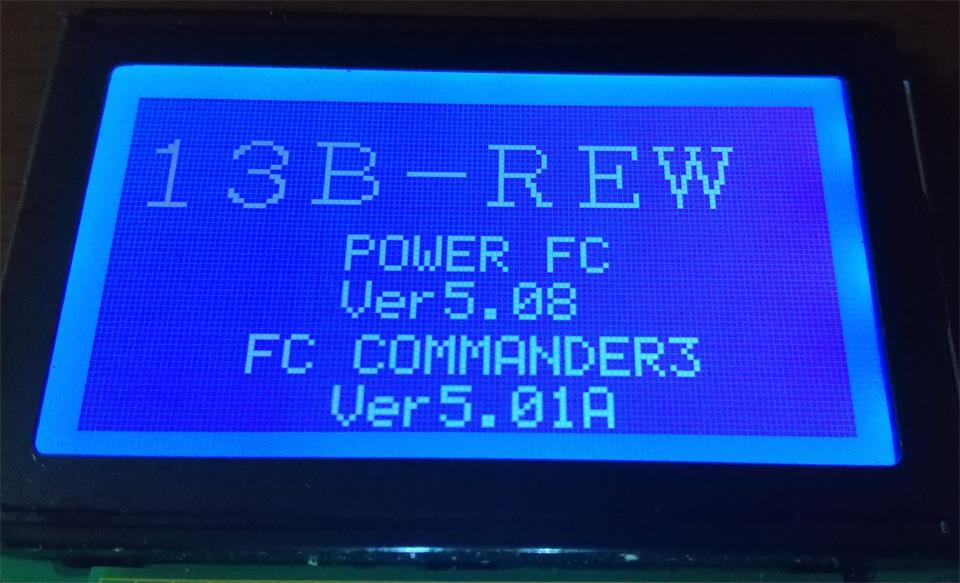 13B-REW
POWER FC
Ver5.08
FC COMMANDER3
Ver5.01A